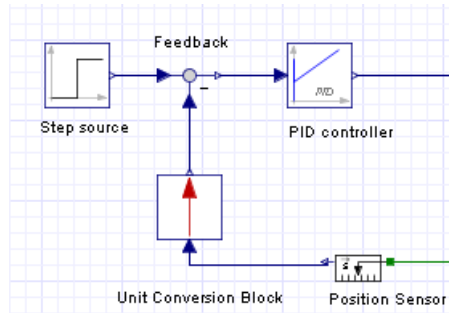 Feedback
PID
Step source
PID controller
Unit Conversion Block
Position Sensor